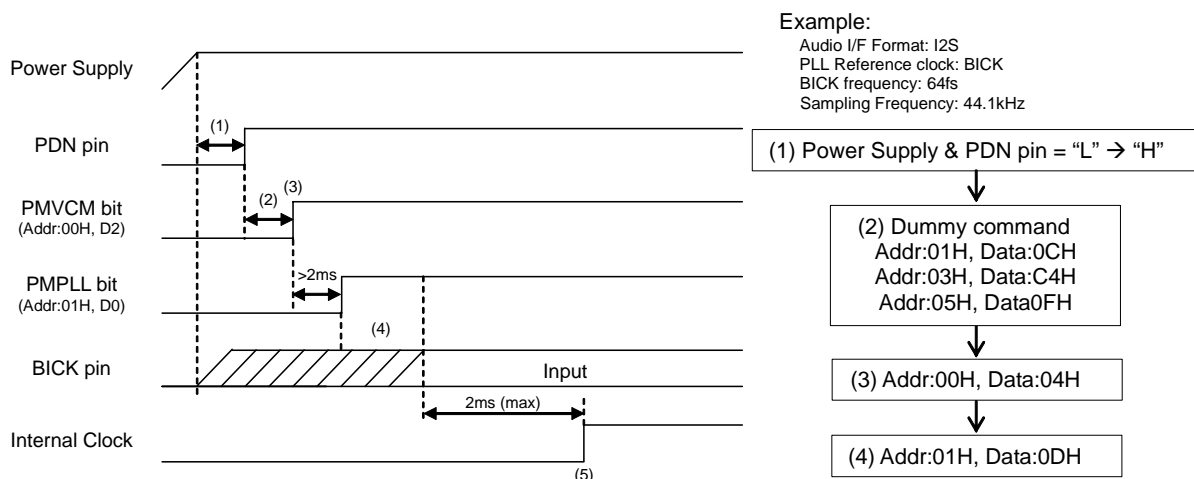 Example:
Audio I/F Format: I2S
PLL Reference clock: BICK
BICK frequency: 64fs
Sampling Frequency: 44.1kHz
Power Supply
(1)
PDN pin
(1) Power Supply & PDN pin = “L” → “H”
(2)
(3)
PMVCM bit
(Addr:00H, D2)
(2) Dummy command
Addr:01H, Data:0CH
Addr:03H, Data:C4H
Addr:05H, Data0FH
>2ms
PMPLL bit
(Addr:01H, D0)
(4)
BICK pin
Input
(3) Addr:00H, Data:04H
2ms (max)
Internal Clock
(5)
(4) Addr:01H, Data:0DH